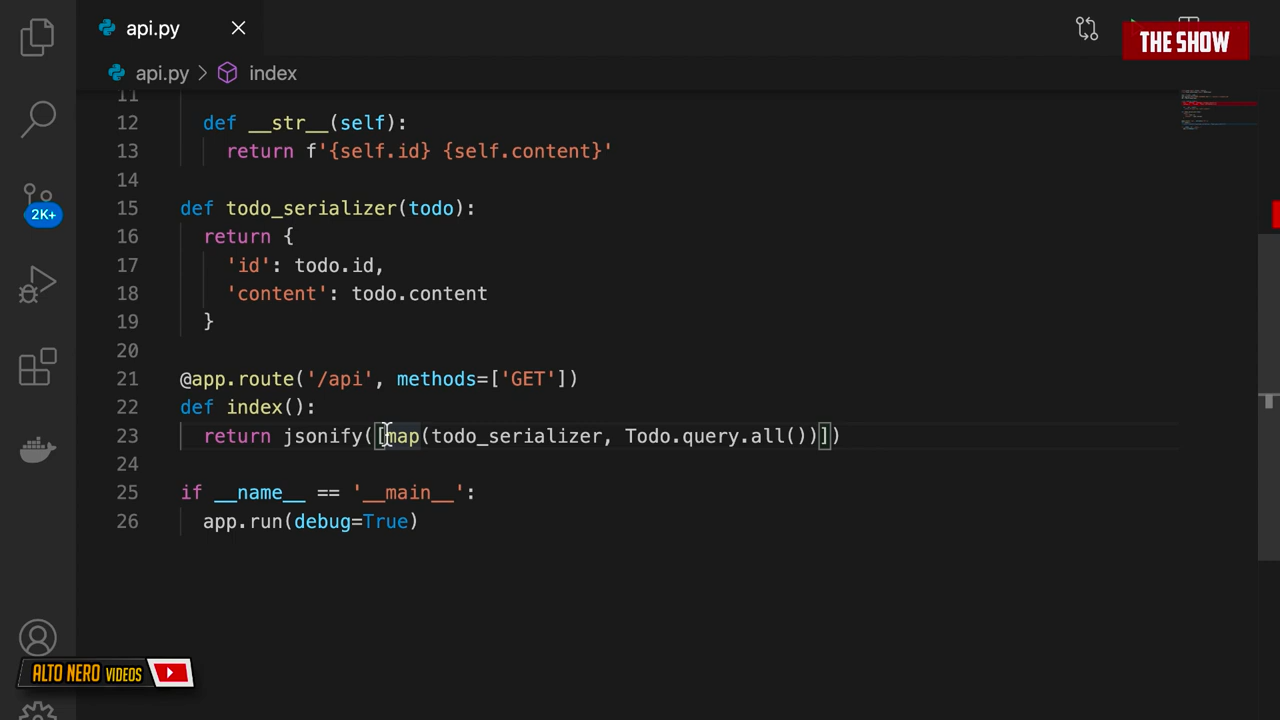 api.py
THE SHOW
api.py > index
11
12 def __str__(self):
13 return f'{self.id} {self.content}'
14
15 def todo_serializer(todo):
16 return {
17 'id': todo.id,
18 'content': todo.content
19 }
20
21 @app.route('/api', methods=['GET'])
22 def index():
23 return jsonify([map(todo_serializer, Todo.query.all())])
24
25 if __name__ == '__main__':
26 app.run(debug=True)
2K+
ALTO NERO VIDEOS